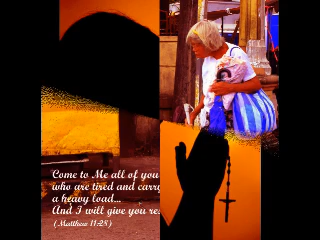 Come to Me all of you
who are tired and carry
a heavy load...
And I will give you res
(Matthew 11:28)